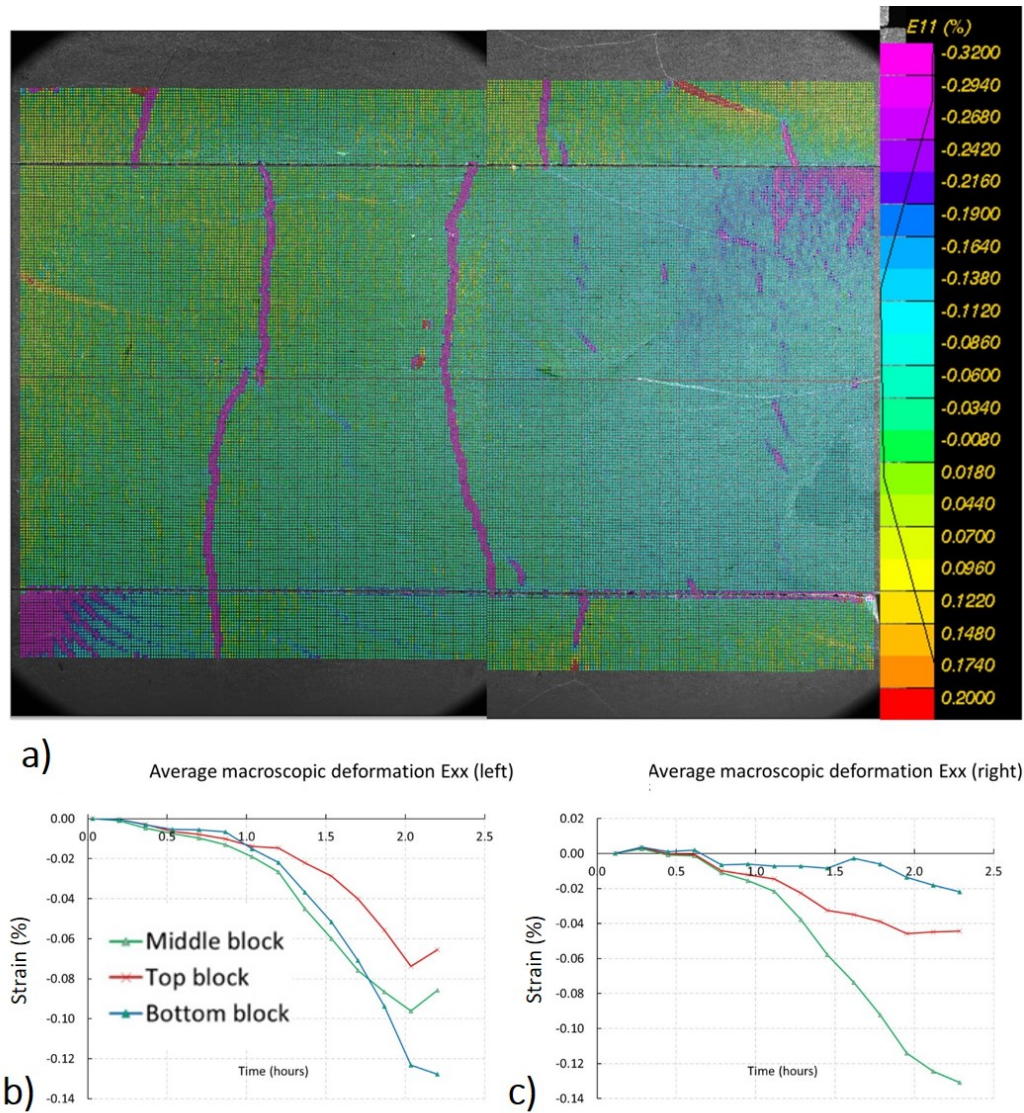 E11 (%)
-0.3200
-0.2940
-0.2680
-0.2420
-0.2160
-0.1900
-0.1640
-0.1380
-0.1120
-0.0860
-0.0600
-0.0340
-0.0080
0.0180
0.0440
0.0700
0.0960
0.1220
0.1480
0.1740
0.2000
a)
Average macroscopic deformation Exx (left)
0.00
-0.02
-0.04
-0.06
-0.08
-0.10
-0.12
-0.14
0.0 0.5 1.0 1.5 2.0 2.5
Strain (%)
Middle block
Top block
Bottom block
Time (hours)
b)
Average macroscopic deformation Exx (right)
0.02
0.00
-0.02
-0.04
-0.06
-0.08
-0.10
-0.12
-0.14
0.0 0.5 1.0 1.5 2.0 2.5
Strain (%)
Time (hours)
c)